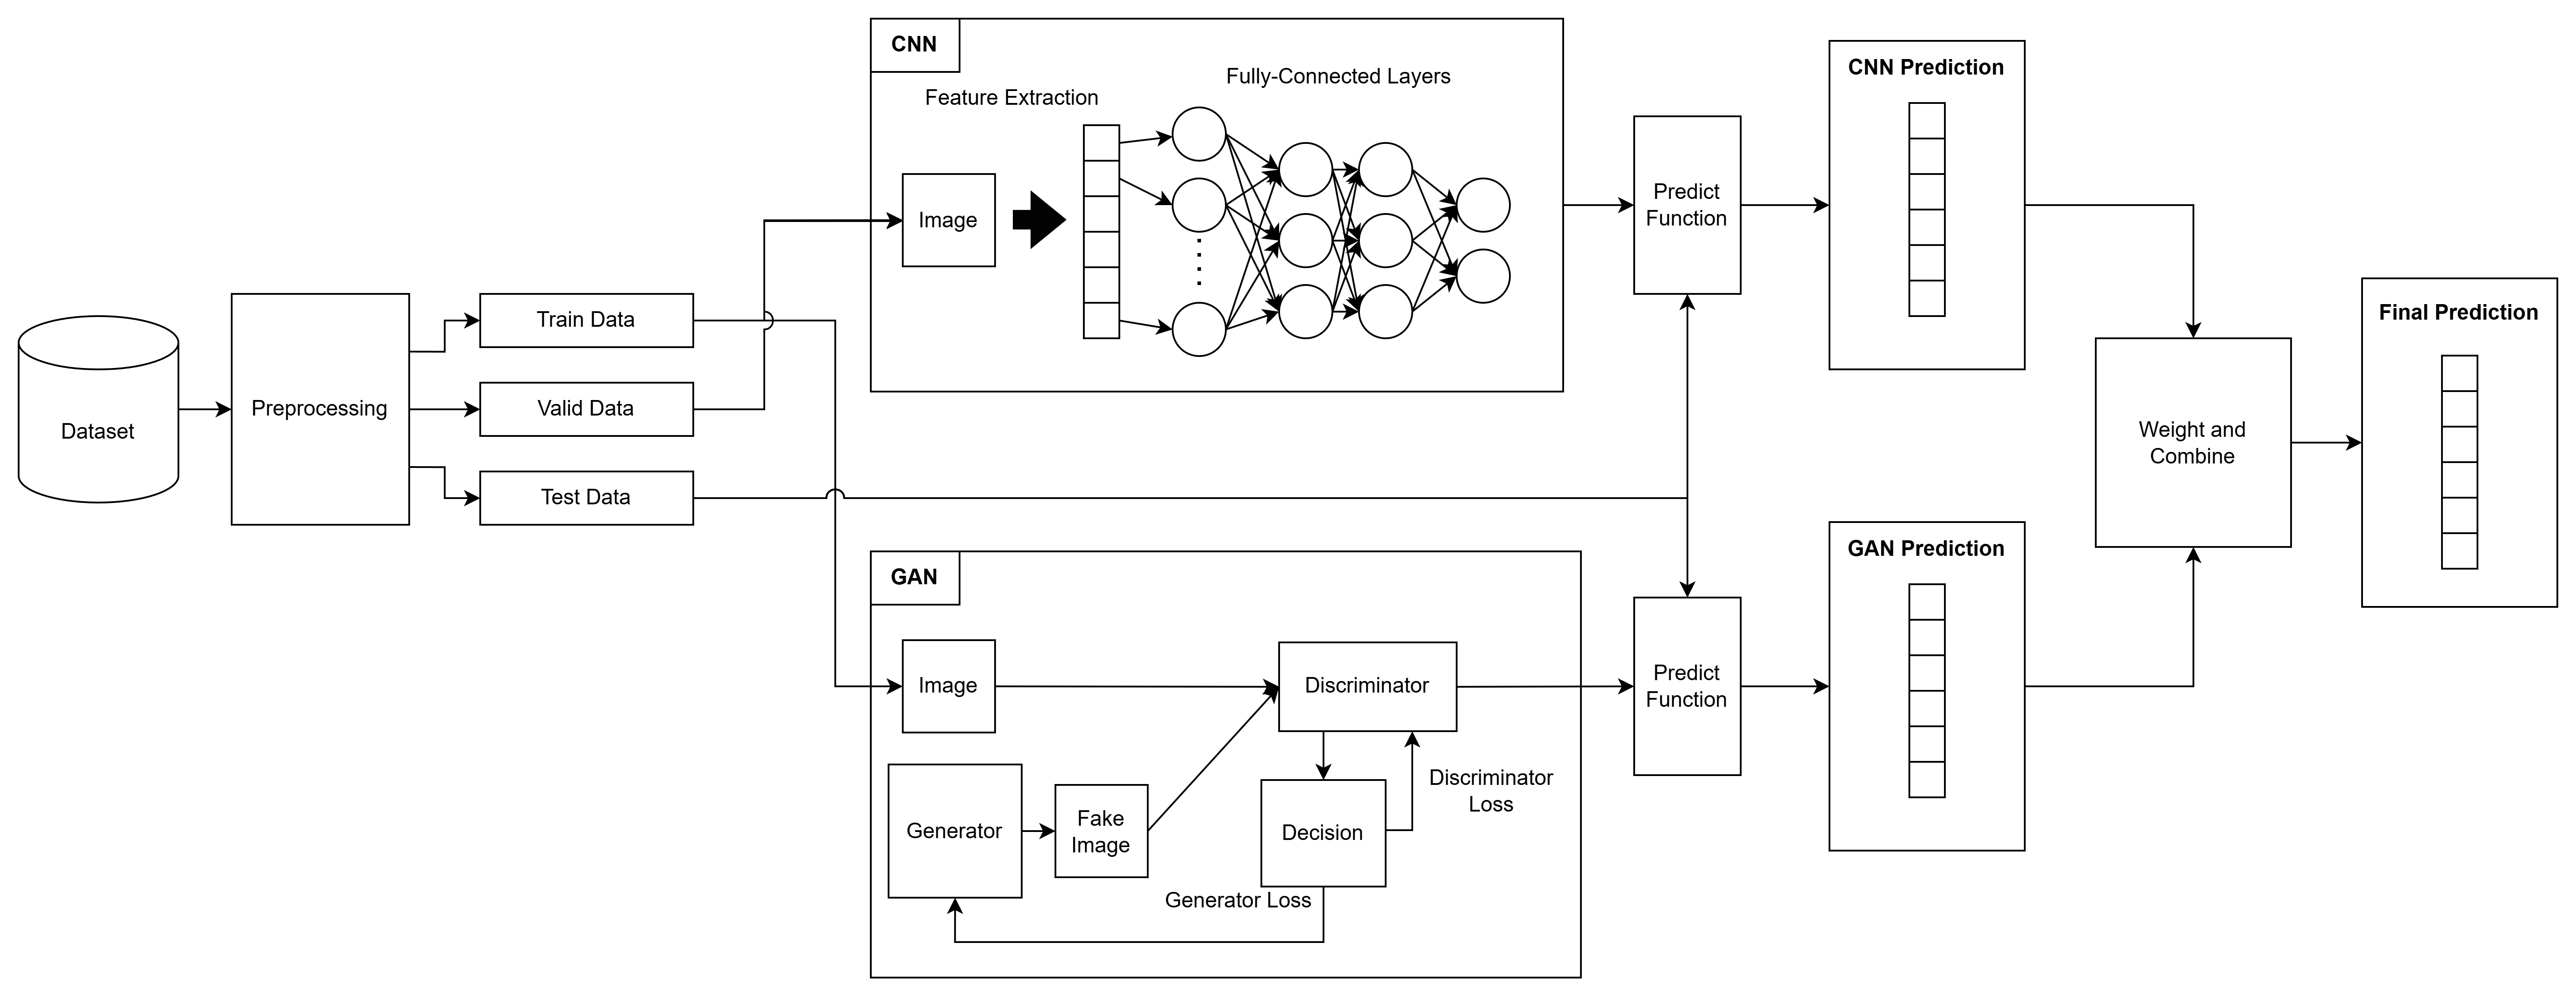 Dataset
Preprocessing
Train Data
Valid Data
Test Data
CNN
Feature Extraction
Fully-Connected Layers
Image
Predict
Function
CNN Prediction
GAN
Image
Discriminator
Generator
Fake
Image
Decision
Discriminator
Loss
Generator Loss
Predict
Function
GAN Prediction
Weight and
Combine
Final Prediction